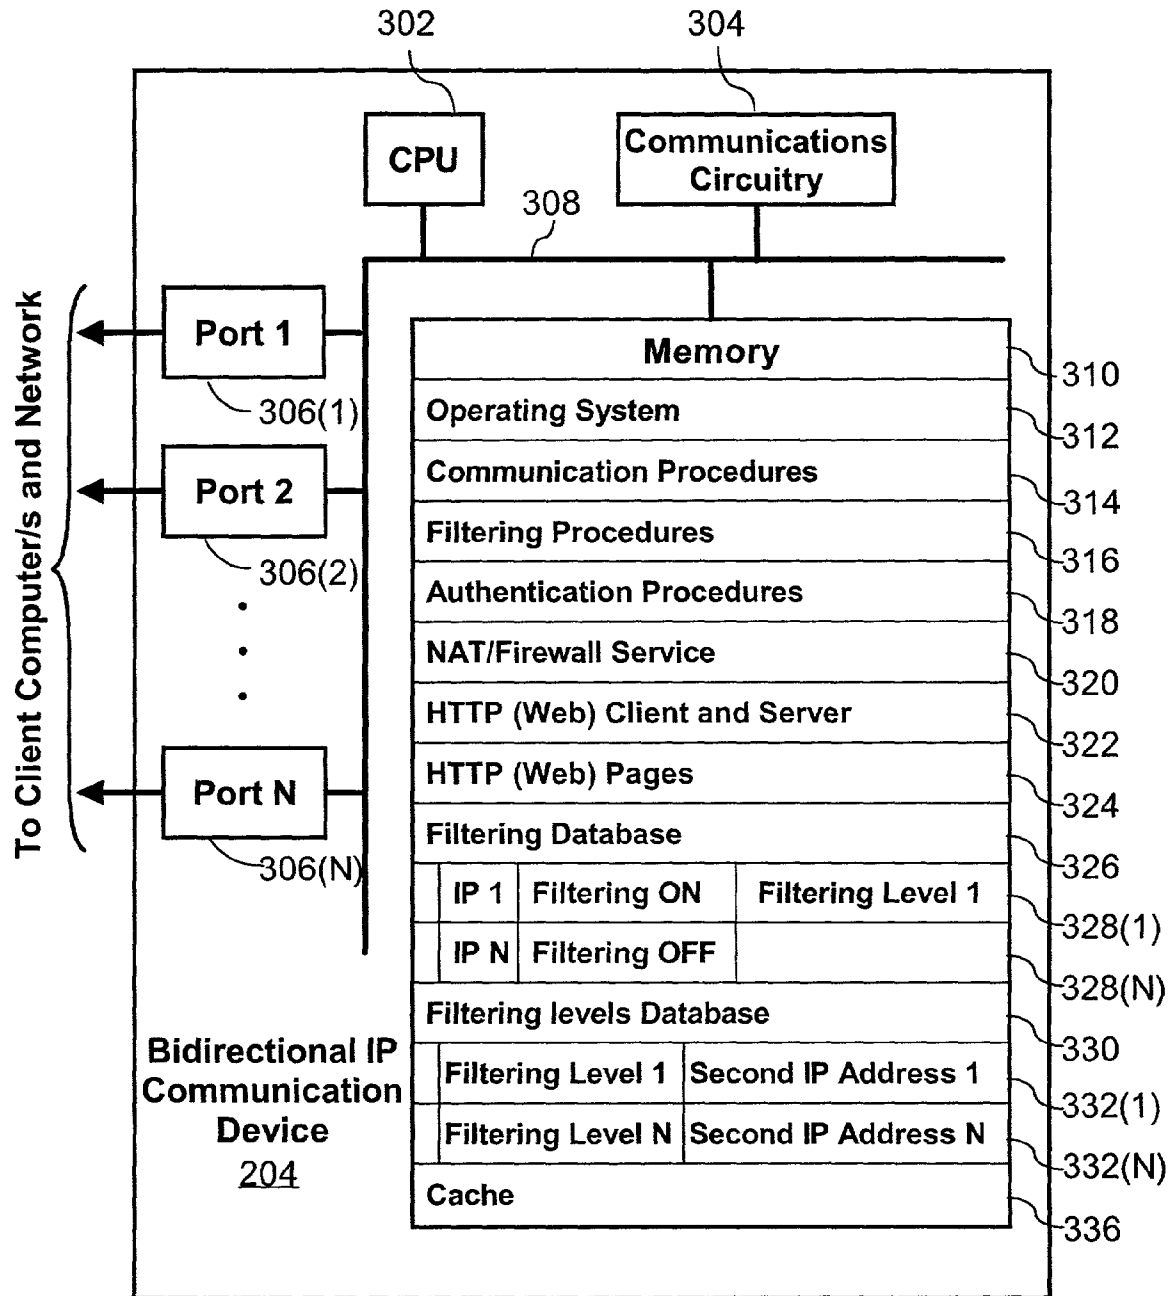 302
304
CPU
Communications
Circuitry
308
To Client Computer/s and Network
Port 1
306(1)
Port 2
306(2)
Port N
306(N)
Memory
310
Operating System
312
Communication Procedures
314
Filtering Procedures
316
Authentication Procedures
318
NAT/Firewall Service
320
HTTP (Web) Client and Server
322
HTTP (Web) Pages
324
Filtering Database
326
IP 1 Filtering ON Filtering Level 1
328(1)
IP N Filtering OFF
328(N)
Filtering levels Database
330
Filtering Level 1 Second IP Address 1
332(1)
Filtering Level N Second IP Address N
332(N)
Cache
336
Bidirectional IP
Communication
Device
204